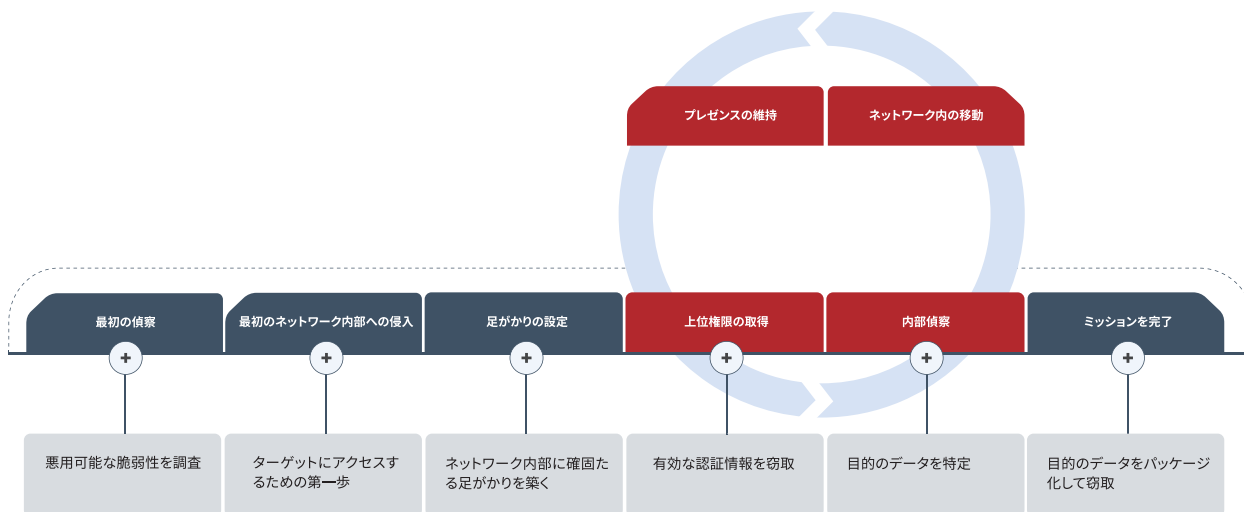 プレゼンスの維持
ネットワーク内の移動
最初の偵察
最初のネットワーク内部への侵入
足がかりの設定
上位権限の取得
内部偵察
ミッションを完了
悪用可能な脆弱性を調査
ターゲットにアクセスす
るための第一歩
ネットワーク内部に確固た
る足がかりを築く
有効な認証情報を窃取
目的のデータを特定
目的のデータをパッケージ
化して窃取